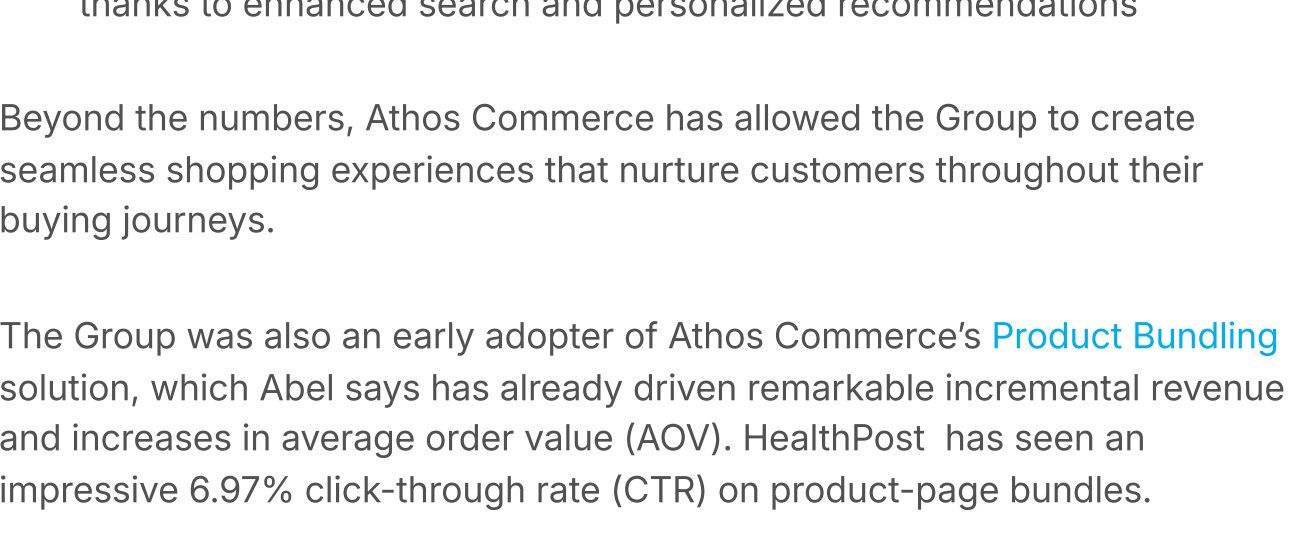 thanks to enhanced search and personalized recommendations
Beyond the numbers, Athos Commerce has allowed the Group to create
seamless shopping experiences that nurture customers throughout their
buying journeys.
The Group was also an early adopter of Athos Commerce’s Product Bundling
solution, which Abel says has already driven remarkable incremental revenue
and increases in average order value (AOV). HealthPost  has seen an
impressive 6.97% click-through rate (CTR) on product-page bundles.